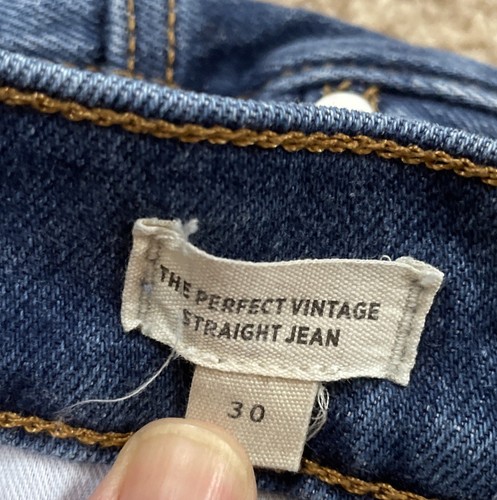 THE PERFECT VINTAGE
STRAIGHT JEAN
30